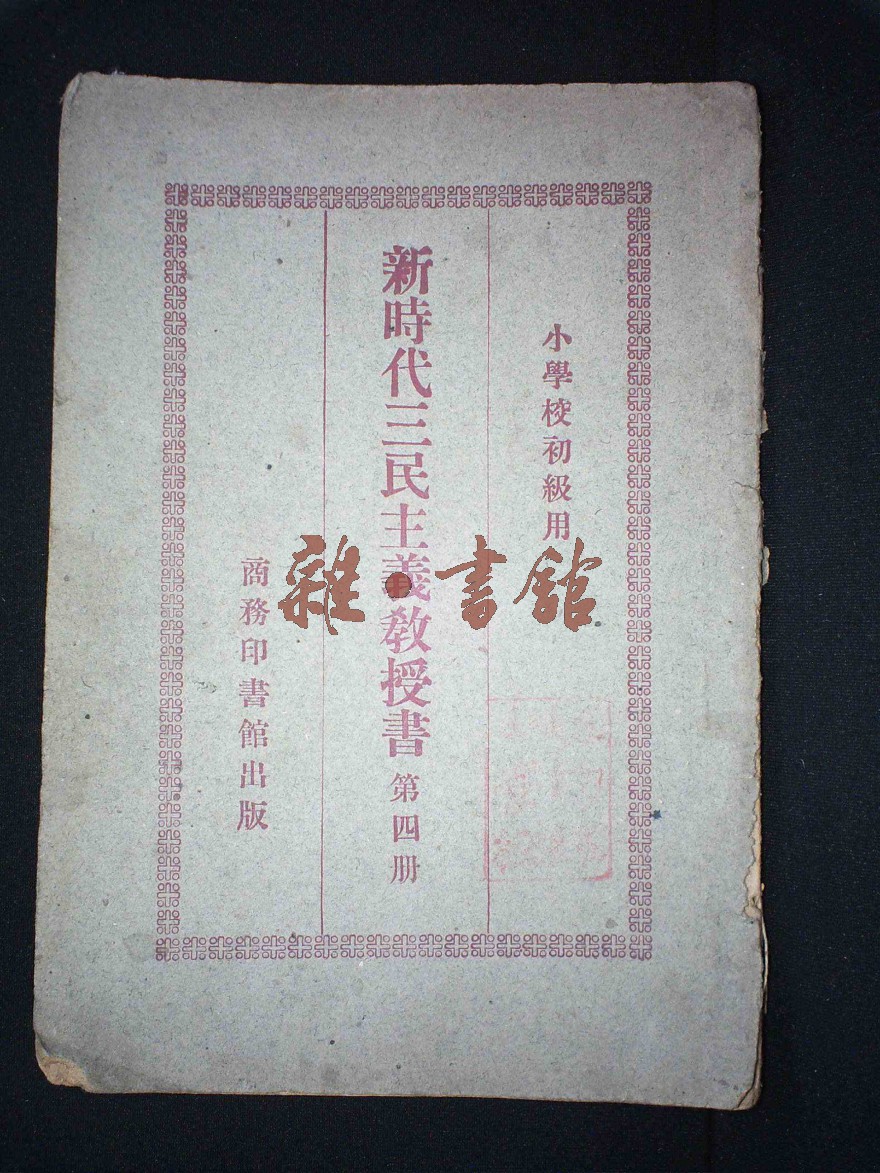 小學校初級用
新時代三民主義教授書 第四册
商務印書館出版
雜書館